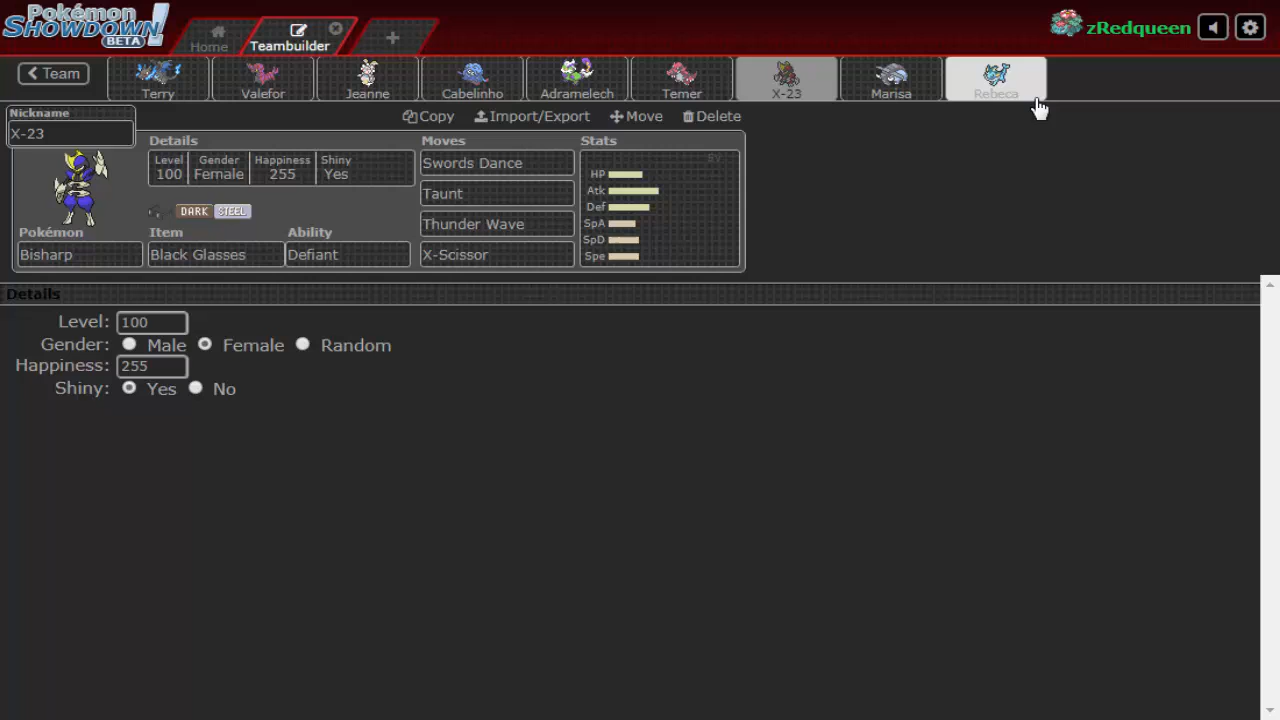 Pokémon
SHOWDOWN!
BETA
Home
Teambuilder
zRedqueen
Team
Terry
Valefor
Jeanne
Cabelinho
Adramelech
Temer
X-23
Marisa
Rebeca
Nickname
X-23
Copy Import/Export Move Delete
Details
Level Gender Happiness Shiny
100 Female 255 Yes
DARK STEEL
Pokémon Item Ability
Bisharp Black Glasses Defiant
Moves
Swords Dance
Taunt
Thunder Wave
X-Scissor
Stats
EV
HP
Atk
Def
SpA
SpD
Spe
Details
Level: 100
Gender: Male Female Random
Happiness: 255
Shiny: Yes No